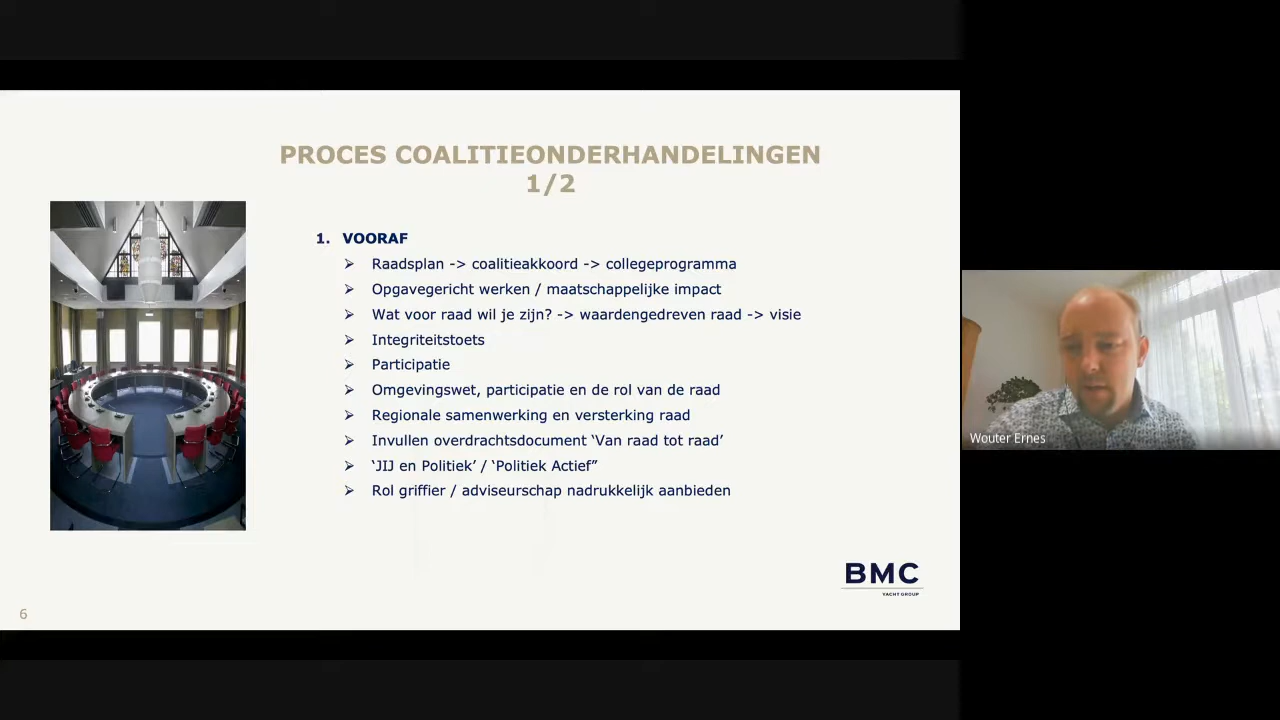 PROCES COALITIEONDERHANDELINGEN
1/2
1. VOORAF
➢ Raadsplan -> coalitieakkoord -> collegeprogramma
➢ Opgavegericht werken / maatschappelijke impact
➢ Wat voor raad wil je zijn? -> waardengedreven raad -> visie
➢ Integriteitstoets
➢ Participatie
➢ Omgevingswet, participatie en de rol van de raad
➢ Regionale samenwerking en versterking raad
➢ Invullen overdrachtsdocument ‘Van raad tot raad’
➢ ‘JIJ en Politiek’ / ‘Politiek Actief”
➢ Rol griffier / adviseurschap nadrukkelijk aanbieden
Wouter Ernes
BMC
YACHT GROUP
6